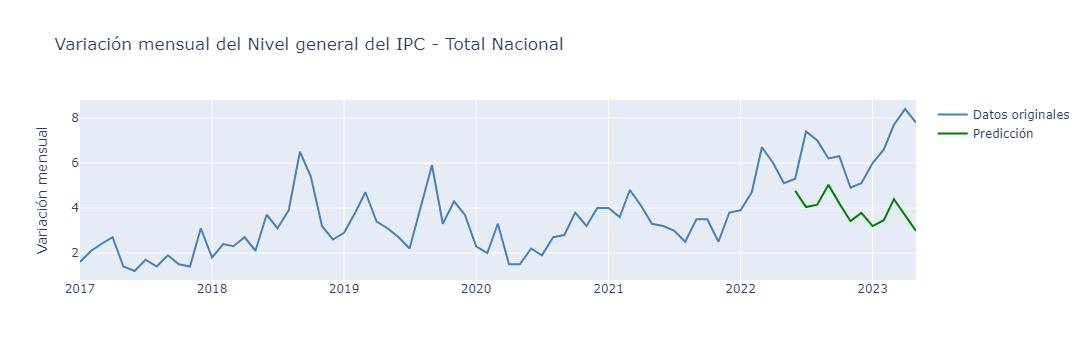 Variación mensual del Nivel general del IPC - Total Nacional
Datos originales
Predicción
Variación mensual
8
6
4
2
2017 2018 2019 2020 2021 2022 2023